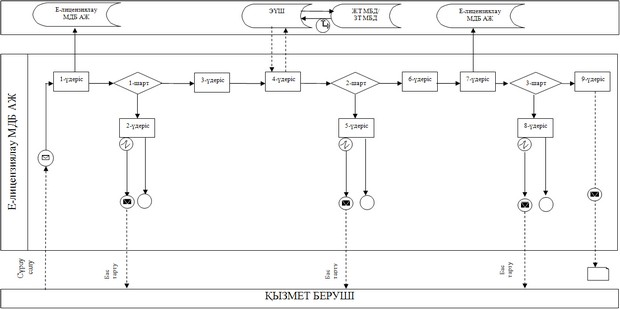 Е-лицензиялау
МДБ АЖ
ЭҮШ
ЖТ МБД/
ЗТ МБД
Е-лицензиялау
МДБ АЖ
Е-лицензиялау МДБ АЖ
1-үдеріс
1-шарт
3-үдеріс
4-үдеріс
2-шарт
6-үдеріс
7-үдеріс
3-шарт
9-үдеріс
2-үдеріс
5-үдеріс
8-үдеріс
Сұрау
салу
Бас
тарту
Бас
тарту
Бас
тарту
ҚЫЗМЕТ БЕРУШІ